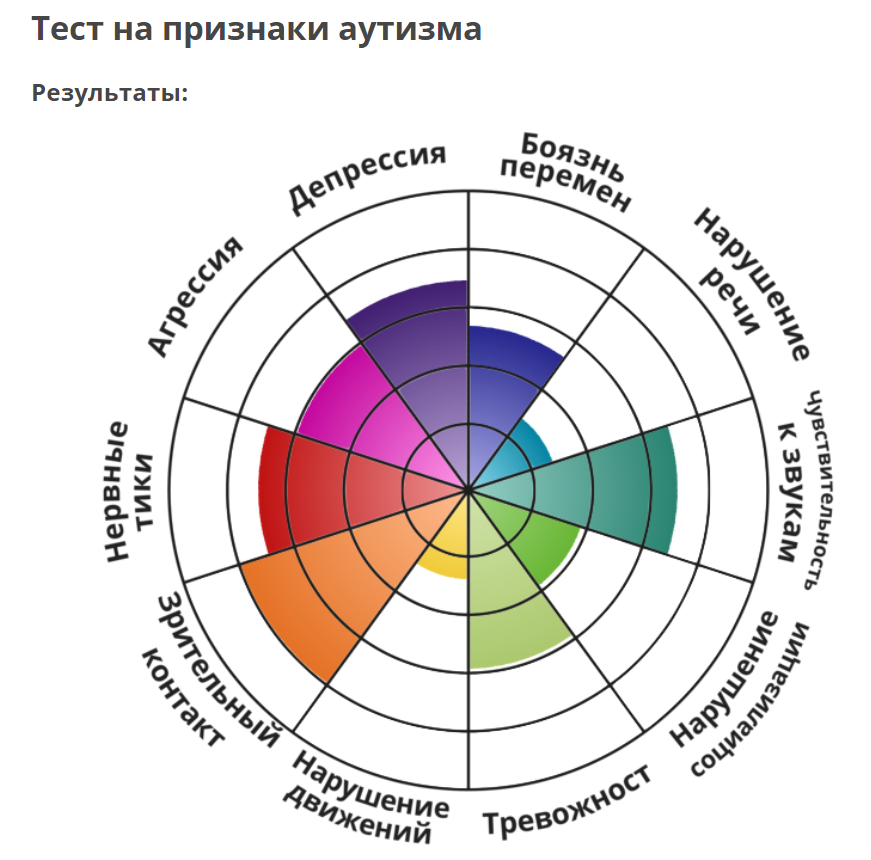 Тест на признаки аутизма
Результаты:
Депрессия
Боязнь
перемен
Нарушение
речи
чувствительность
к звукам
Нарушение
социализации
Тревожност
Нарушение
движений
Зрительный
контакт
Нервные
тики
Агрессия